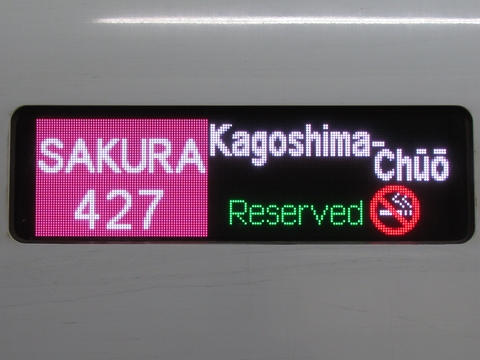 SAKURA
427
Kagoshima-
Chūō
Reserved